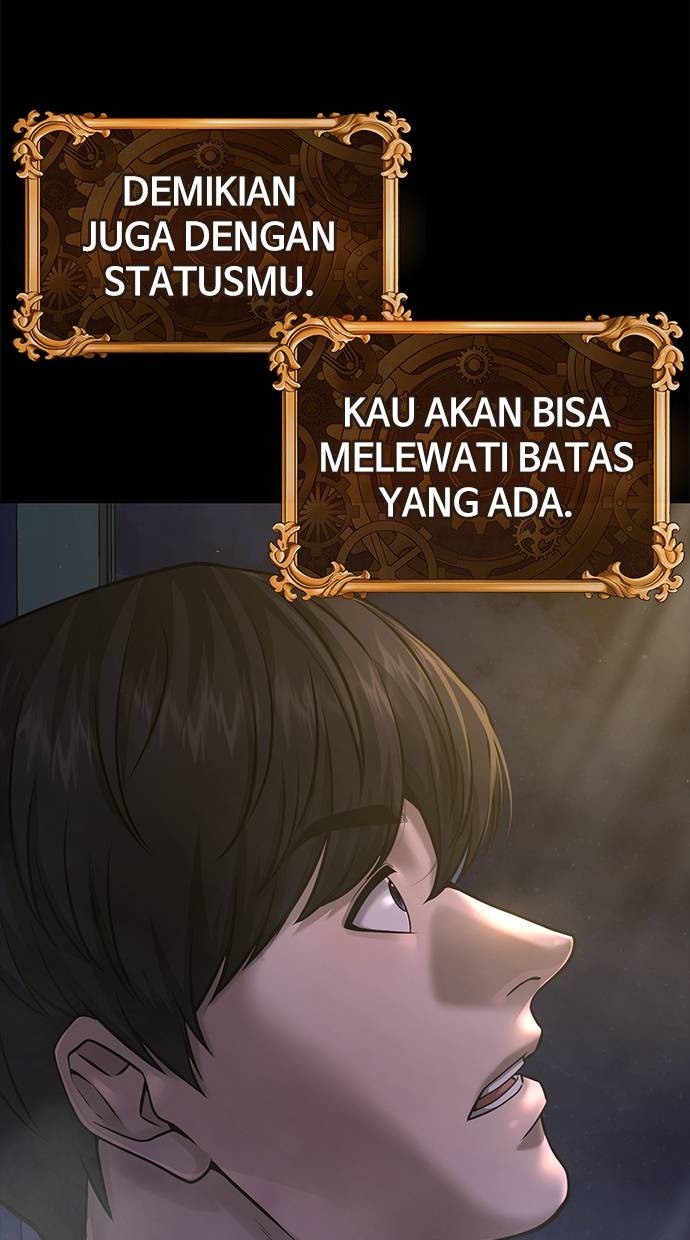 DEMIKIAN
JUGA DENGAN
STATUSMU.
KAU AKAN BISA
MELEWATI BATAS
YANG ADA.